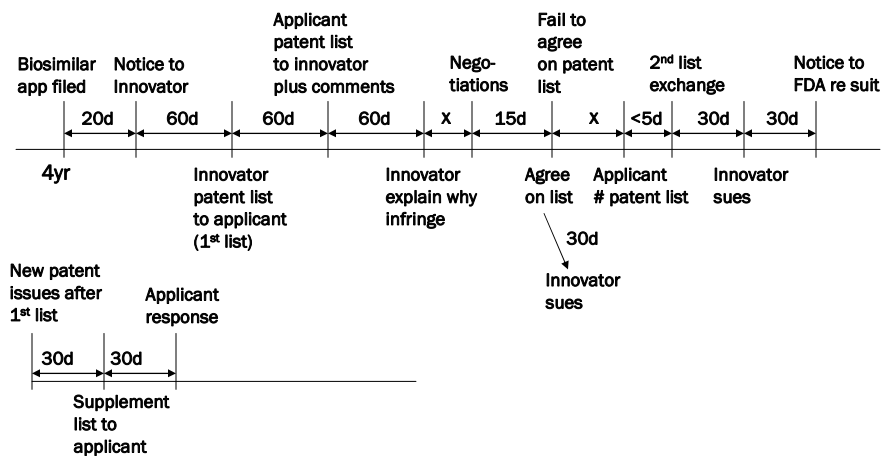 Biosimilar
app filed
Notice to
Innovator
Applicant
patent list
to innovator
plus comments
Nego-
tiations
Fail to
agree
on patent
list
2nd list
exchange
Notice to
FDA re suit
20d
60d
60d
60d
x
15d
x
<5d
30d
30d
4yr
Innovator
patent list
to applicant
(1st list)
Innovator
explain why
infringe
Agree
on list
Applicant
# patent list
Innovator
sues
30d
Innovator
sues
New patent
issues after
1st list
Applicant
response
30d
30d
Supplement
list to
applicant